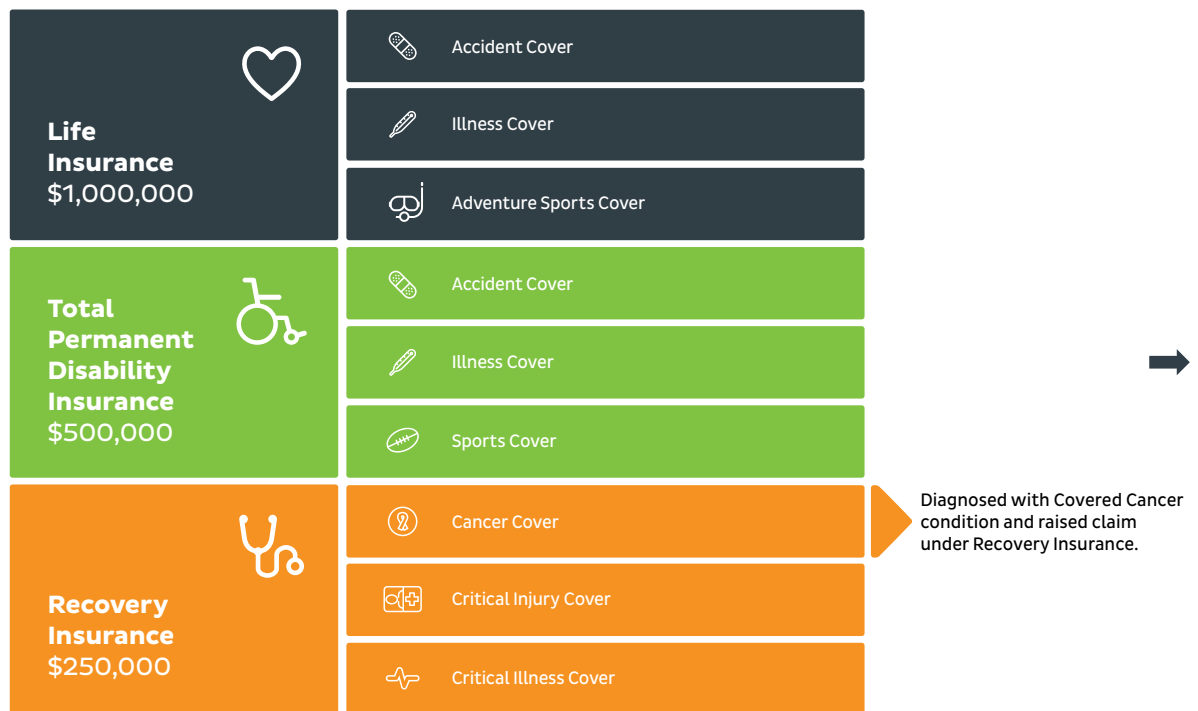 Life
Insurance
$1,000,000
Accident Cover
Illness Cover
Adventure Sports Cover
Total
Permanent
Disability
Insurance
$500,000
Accident Cover
Illness Cover
Sports Cover
Recovery
Insurance
$250,000
Cancer Cover
Critical Injury Cover
Critical Illness Cover
Diagnosed with Covered Cancer
condition and raised claim
under Recovery Insurance.